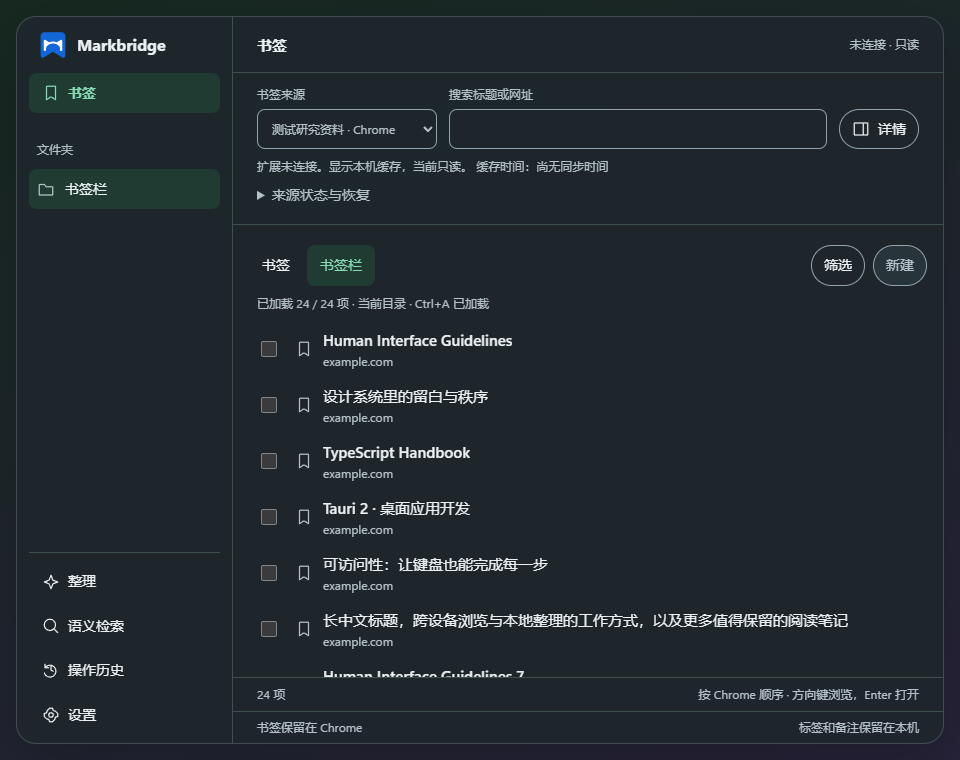 Markbridge
书签
文件夹
书签栏
整理
语义检索
操作历史
设置
书签
未连接 · 只读
书签来源
搜索标题或网址
测试研究资料 · Chrome
详情
扩展未连接。显示本机缓存，当前只读。 缓存时间：尚无同步时间
来源状态与恢复
书签 书签栏
筛选 新建
已加载 24 / 24 项 · 当前目录 · Ctrl+A 已加载
Human Interface Guidelines
example.com
设计系统里的留白与秩序
example.com
TypeScript Handbook
example.com
Tauri 2 · 桌面应用开发
example.com
可访问性：让键盘也能完成每一步
example.com
长中文标题，跨设备浏览与本地整理的工作方式，以及更多值得保留的阅读笔记
example.com
Human Interface Guidelines 7
24 项
按 Chrome 顺序 · 方向键浏览，Enter 打开
书签保留在 Chrome
标签和备注保留在本机